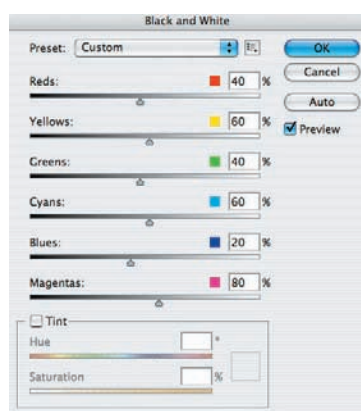 Black and White
Preset: Custom
OK
Reds: 40 %
Cancel
Auto
Yellows: 60 %
Preview
Greens: 40 %
Cyans: 60 %
Blues: 20 %
Magentas: 80 %
Tint
Hue °
Saturation %